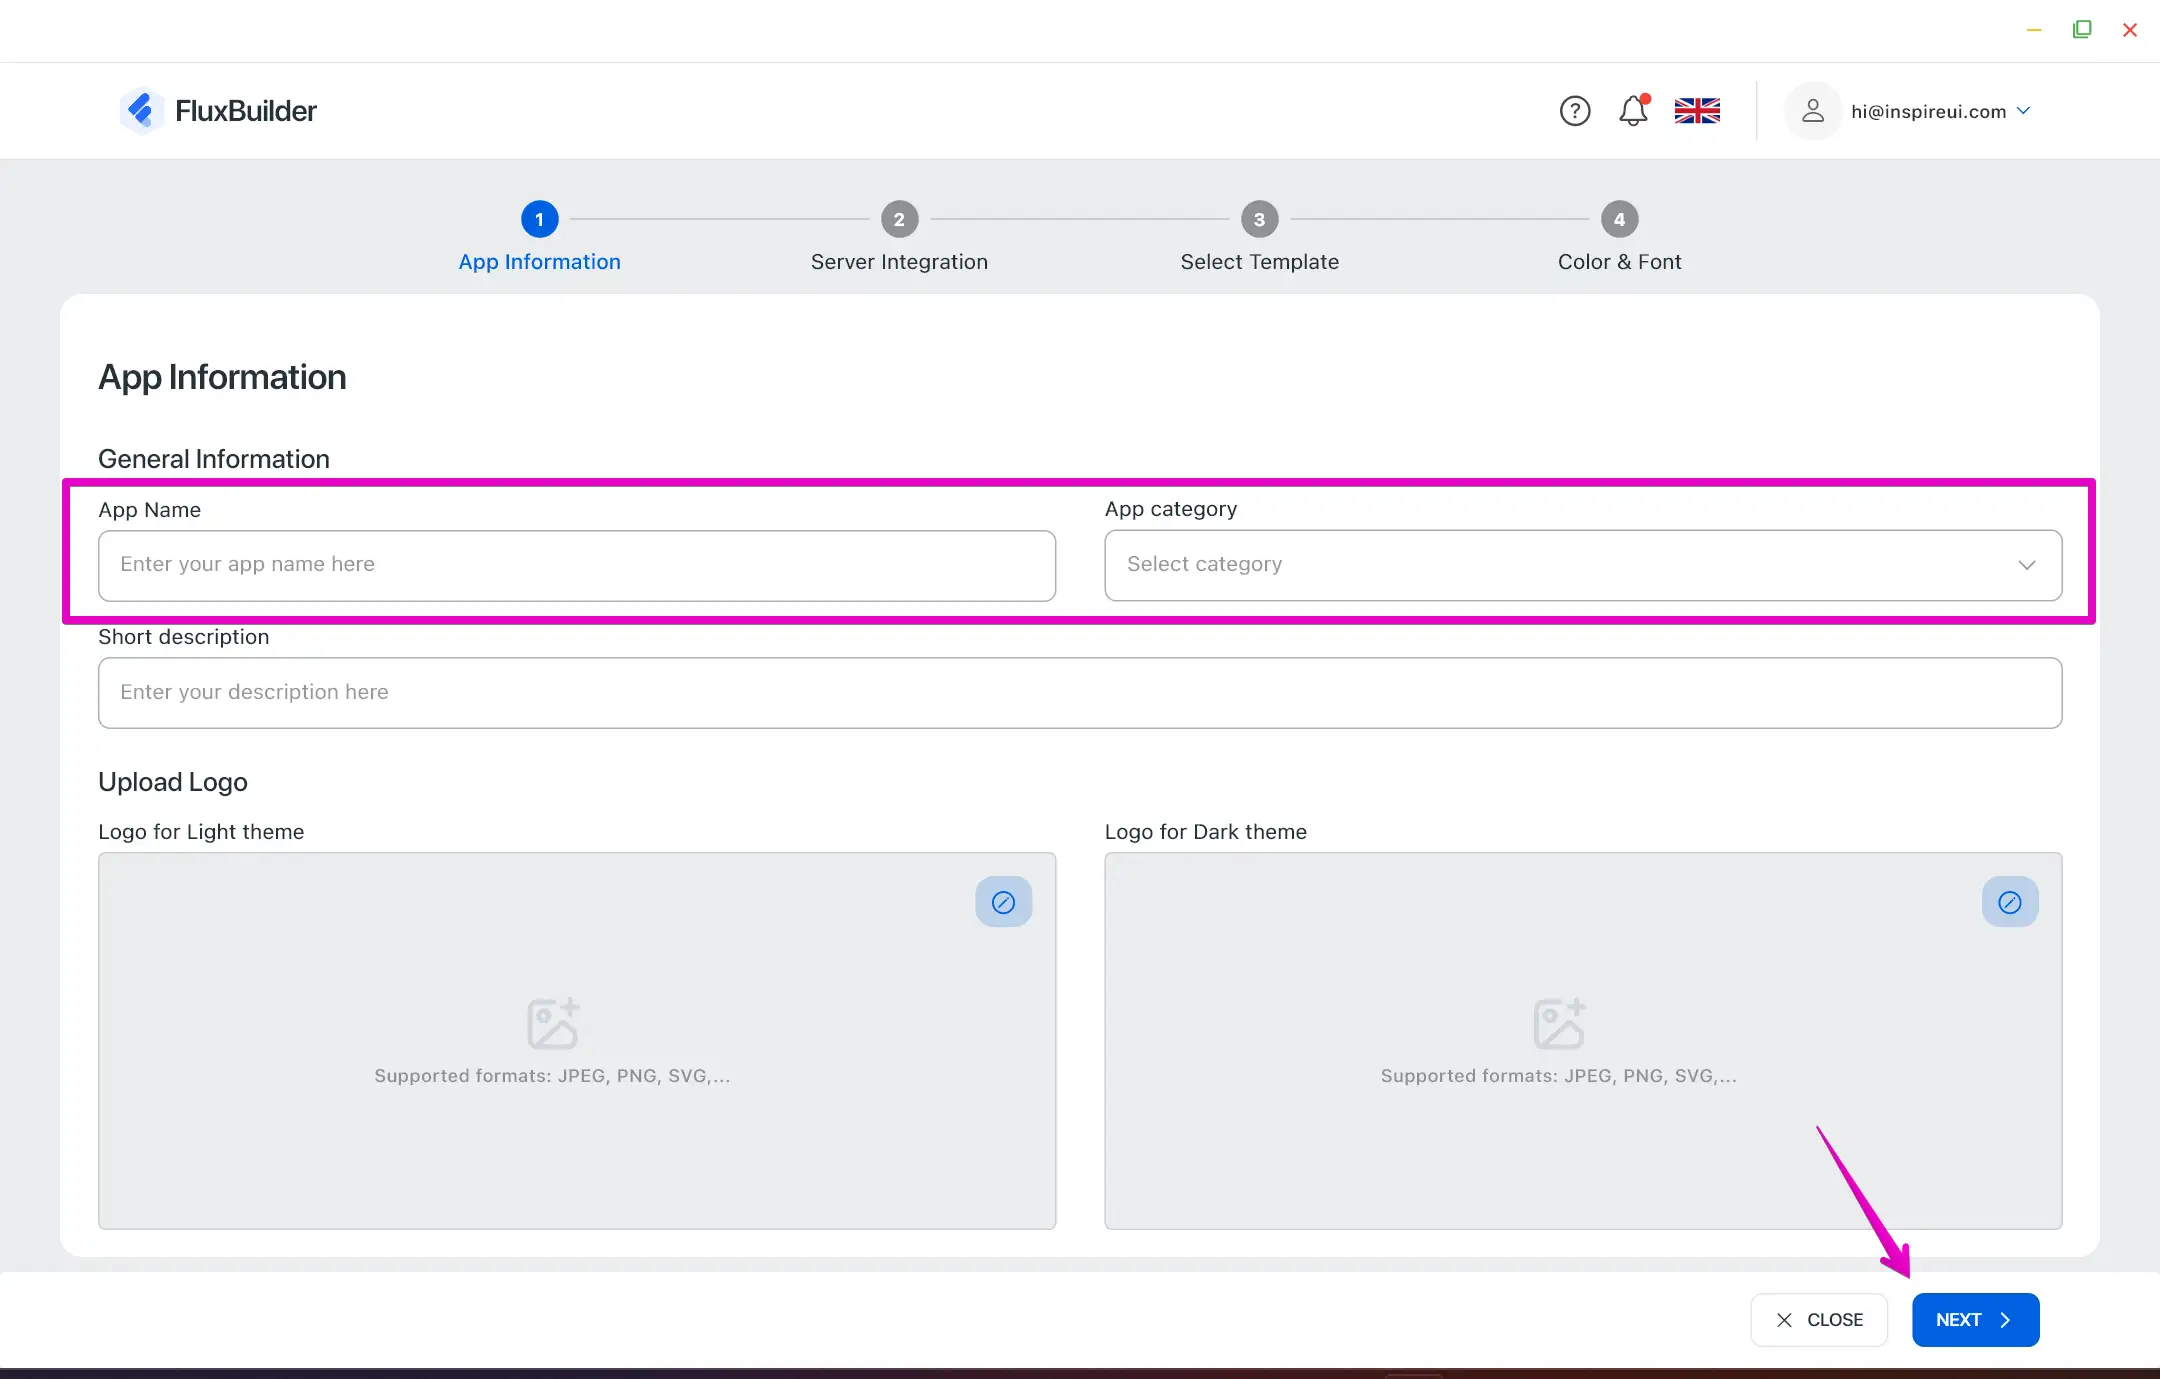 FluxBuilder
?
hi@inspireui.com
1
2
3
4
App Information
Server Integration
Select Template
Color & Font
App Information
General Information
App Name
App category
Enter your app name here
Select category
Short description
Enter your description here
Upload Logo
Logo for Light theme
Logo for Dark theme
Supported formats: JPEG, PNG, SVG,...
Supported formats: JPEG, PNG, SVG,...
CLOSE
NEXT